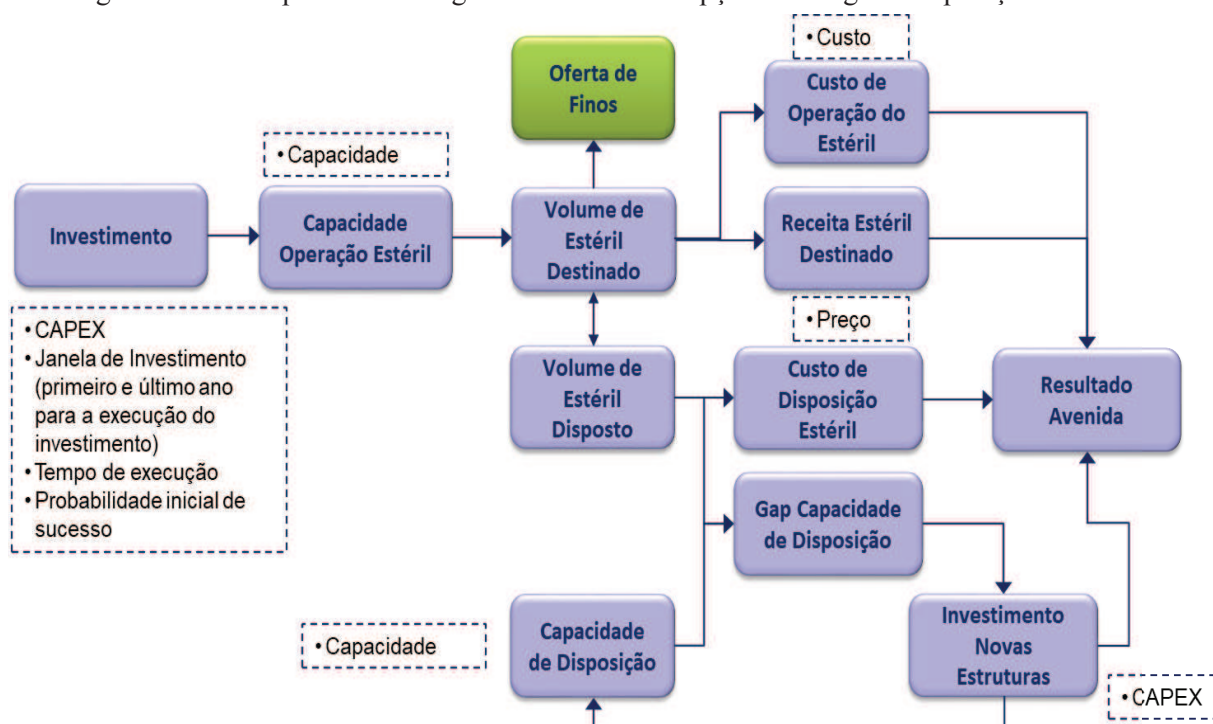 • Custo
Oferta de
Finos
Custo de
Operação do
Estéril
• Capacidade
Investimento
Capacidade
Operação Estéril
Volume de
Estéril
Destinado
Receita Estéril
Destinado
• CAPEX
• Janela de Investimento
(primeiro e último ano
para a execução do
investimento)
• Tempo de execução
• Probabilidade inicial de
sucesso
• Preço
Volume de
Estéril
Disposto
Custo de
Disposição
Estéril
Resultado
Avenida
Gap Capacidade
de Disposição
• Capacidade
Capacidade
de Disposição
Investimento
Novas
Estruturas
• CAPEX